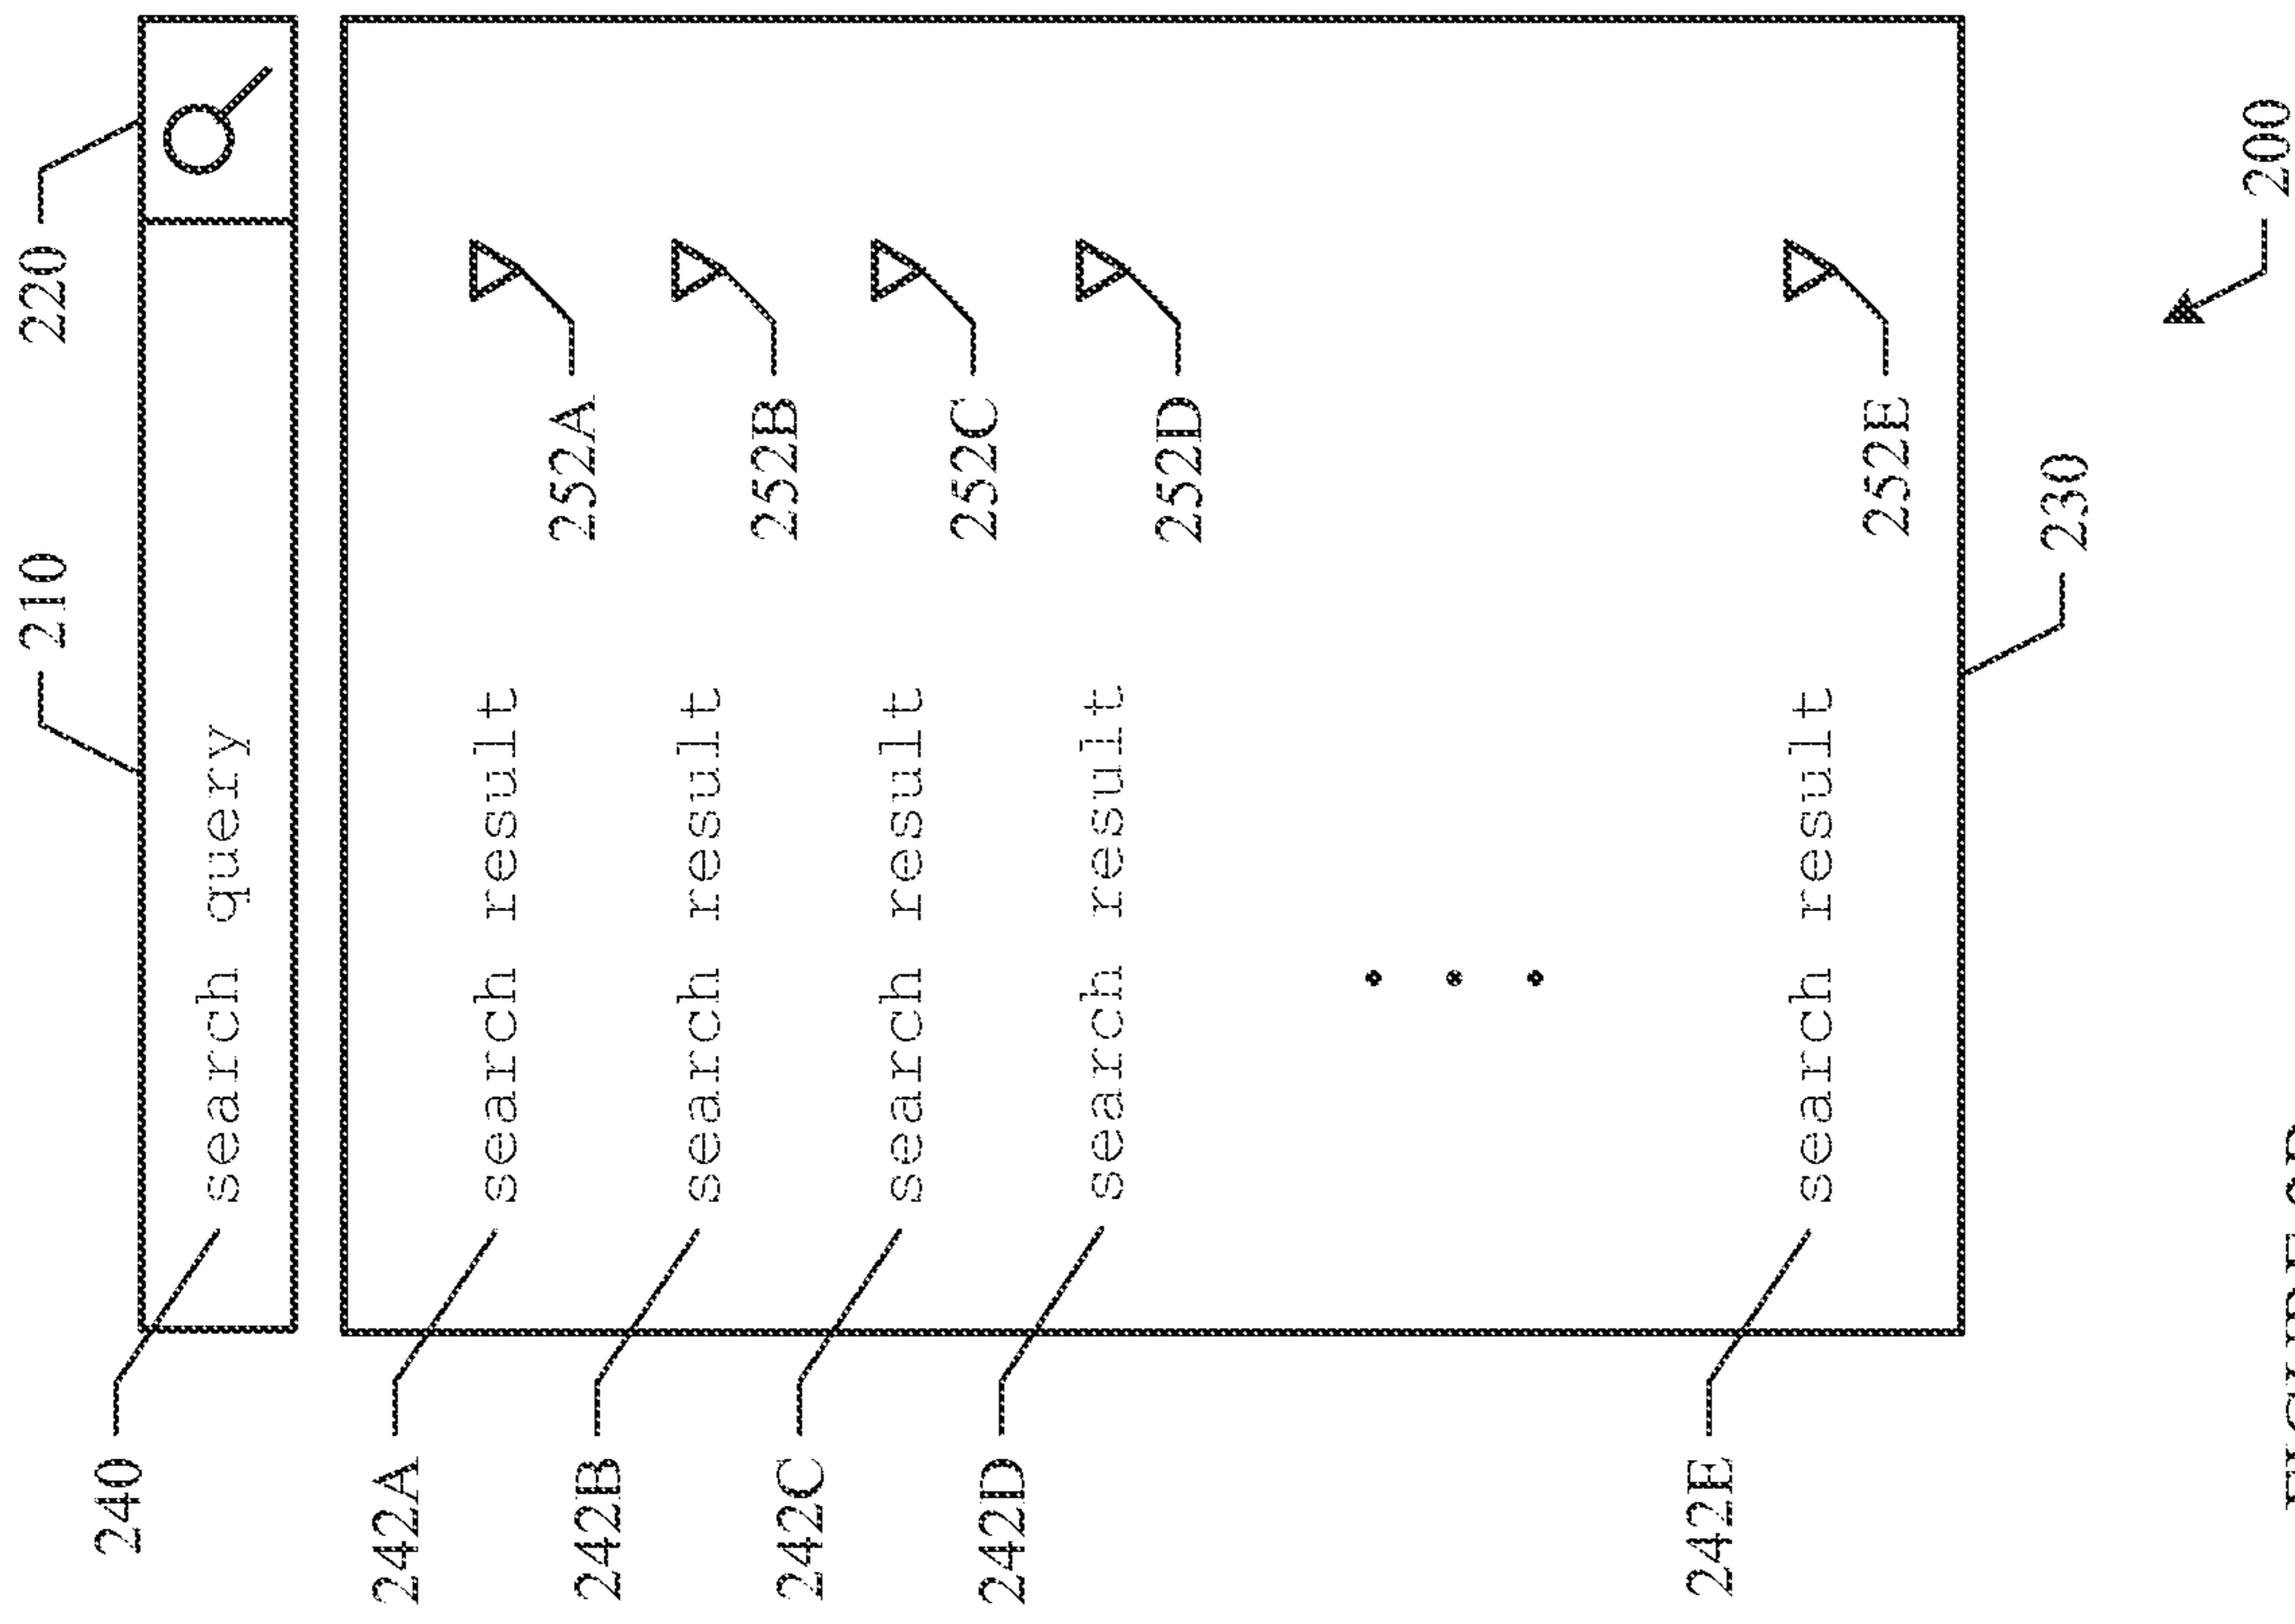 210 220
240 search query
242A search result
252A
242B search result
252B
242C search result
252C
242D search result
252D
242E search result
252E
230
200